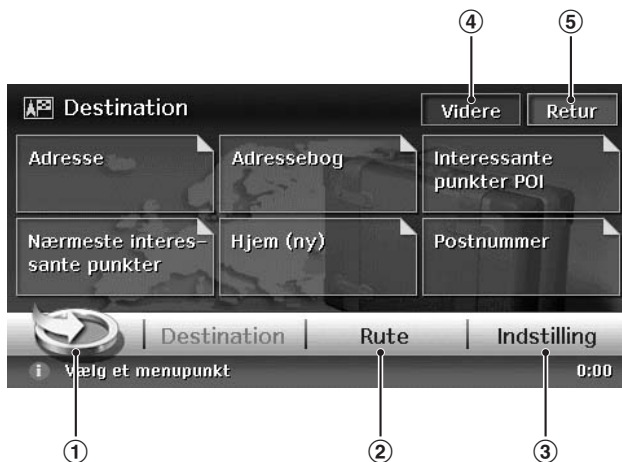 ④ ⑤
Destination Videre Retur
Adresse Adressebog Interessante
punkter POI
Nærmeste interes-
sante punkter
Hjem (ny)
Postnummer
Destination Rute Indstilling
i Vælg et menupunkt 0:00
① ② ③